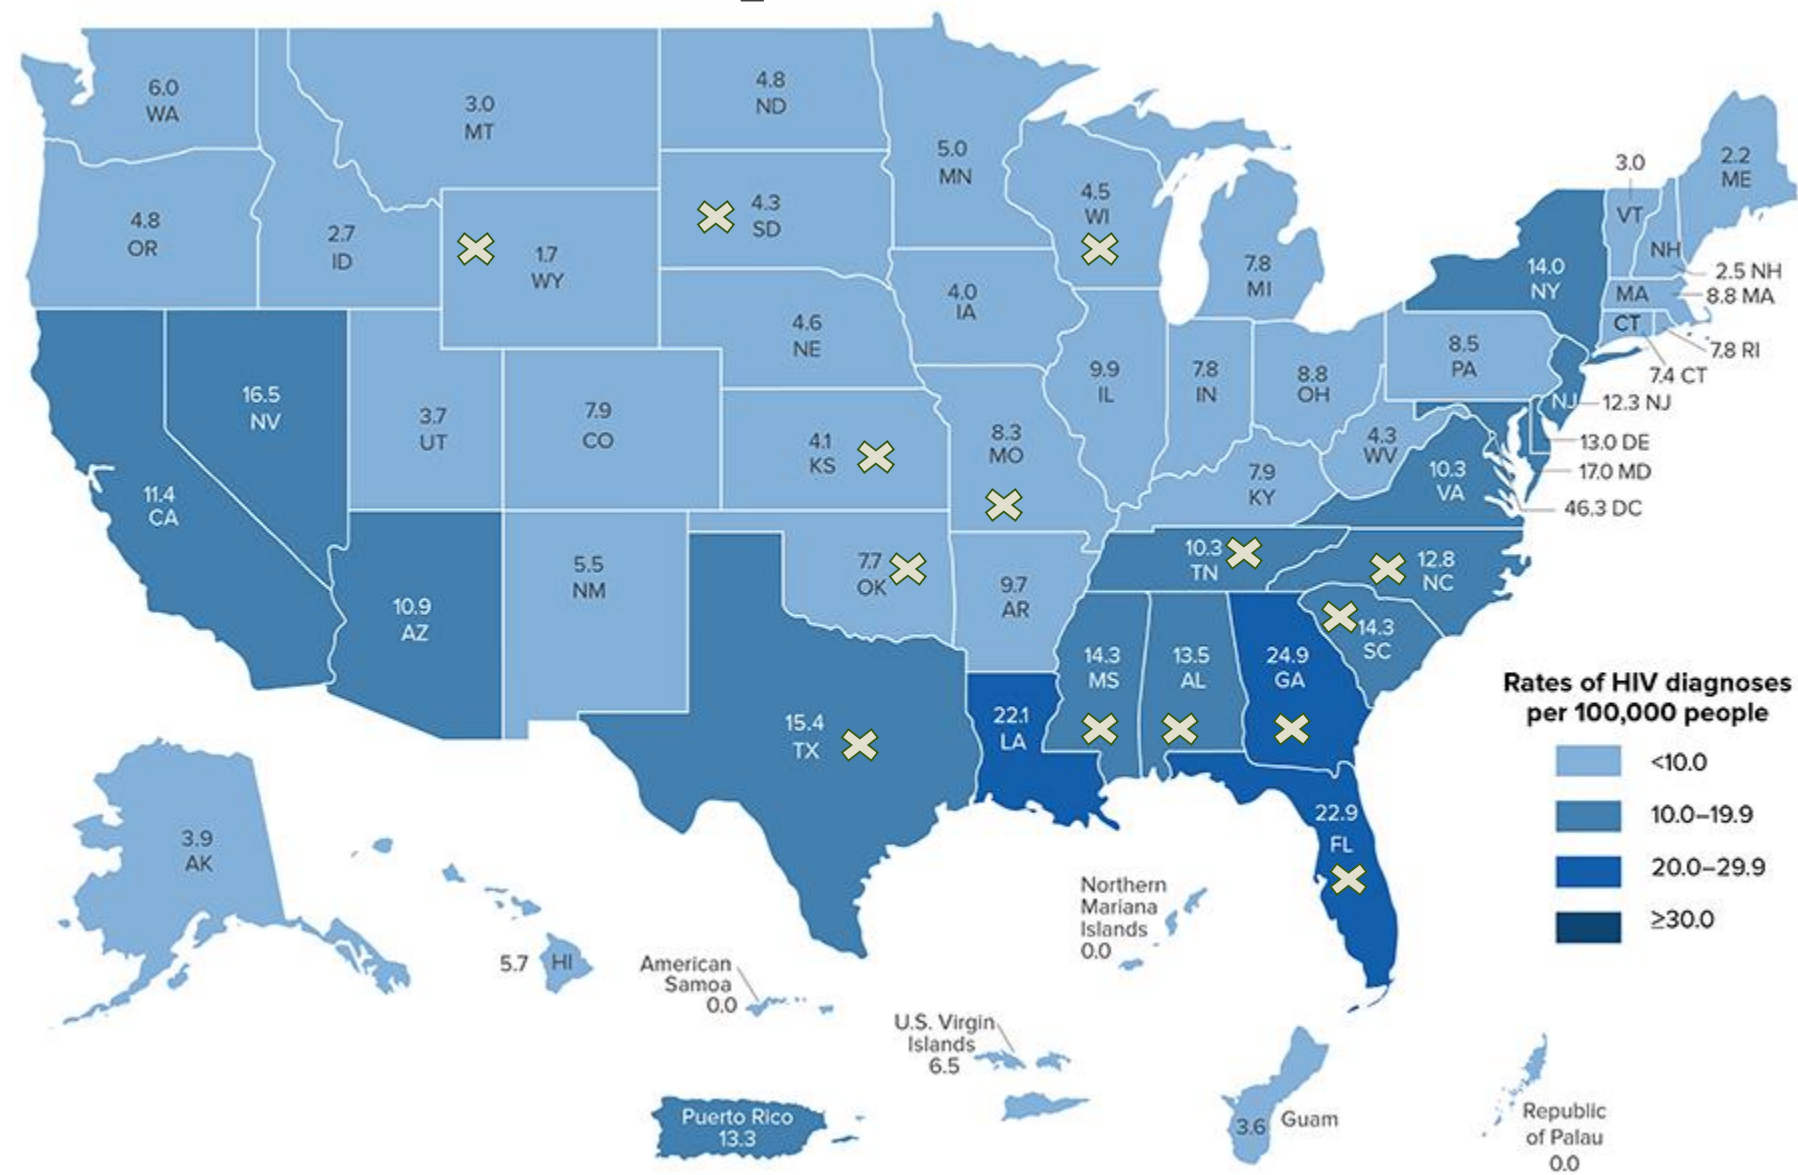 6.0
WA
3.0
MT
4.8
ND
5.0
MN
4.5
WI
7.8
MI
3.0
VT
2.2
ME
NH
2.5 NH
4.8
OR
2.7
ID
1.7
WY
4.3
SD
4.0
IA
14.0
NY
MA
8.8 MA
CT
7.8 RI
7.4 CT
16.5
NV
3.7
UT
7.9
CO
4.6
NE
4.1
KS
8.3
MO
9.9
IL
7.8
IN
8.8
OH
8.5
PA
NJ
12.3 NJ
13.0 DE
17.0 MD
46.3 DC
4.3
WV
10.3
VA
7.9
KY
11.4
CA
10.9
AZ
5.5
NM
7.7
OK
9.7
AR
10.3
TN
12.8
NC
14.3
SC
15.4
TX
22.1
LA
14.3
MS
13.5
AL
24.9
GA
22.9
FL
Rates of HIV diagnoses
per 100,000 people
<10.0
10.0–19.9
20.0–29.9
≥30.0
3.9
AK
5.7
HI
American
Samoa
0.0
Northern
Mariana
Islands
0.0
U.S. Virgin
Islands
6.5
Puerto Rico
13.3
3.6
Guam
Republic
of Palau
0.0